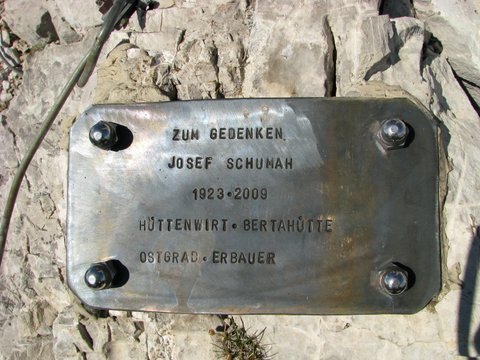 ZUM GEDENKEN
JOSEF SCHUMAH
1923·2009
HÜTTENWIRT·BERTAHÜTTE
OSTGRAD·ERBAUER